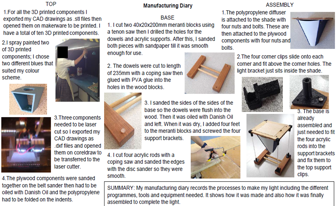 Manufacturing Diary
TOP
1.For all the 3D printed components I
exported my CAD drawings as .stl files then
opened them on makerware to be printed. I
have a total of ten 3D printed components.
2.I spray painted two
of 3D printed
components; I chose
two different blues that
suited my colour
scheme.
3.Three components
needed to be laser
cut so I exported my
CAD drawings as
.dxf files and opened
them on coreldraw to
be transferred to the
laser cutter.
4.The plywood components were sanded
together on the belt sander then had to be
oiled with Danish Oil and the polypropylene
had to be folded on the indents.
BASE
1. I cut two 40x20x200mm meranti blocks using
a tenon saw then I drilled the holes for the
dowels and acrylic supports. After this, I sanded
both pieces with sandpaper till it was smooth
enough for use.
2. The dowels were cut to length
of 235mm with a coping saw then
glued with PVA glue into the
holes in the wood blocks.
3. I sanded the sides of the sides of the
base so the dowels were flush into the
wood. Then it was oiled with Danish Oil
and left. When it was dry, I added four feet
to the meranti blocks and screwed the four
support brackets.
4. I cut four acrylic rods with a
coping saw and sanded the edges
with the disc sander so they were
smooth.
ASSEMBLY
1.The polypropylene diffuser
is attached to the shade with
four nuts and bolts. These
are also attached to the
plywood components with four nuts and
bolts.
2.The four corner clips slide onto each
corner and fit above the corner holes. The
light bracket just sits inside the shade.
3. The base is
already
assembled and
just needed to fit
the four acrylic
rods into the
support brackets
and fix them to
the top support
clips.
SUMMARY: My manufacturing diary records the processes to make my light including the different
programmes, tools and equipment needed. It shows how it was made and also how it was finally
assembled to complete the light.